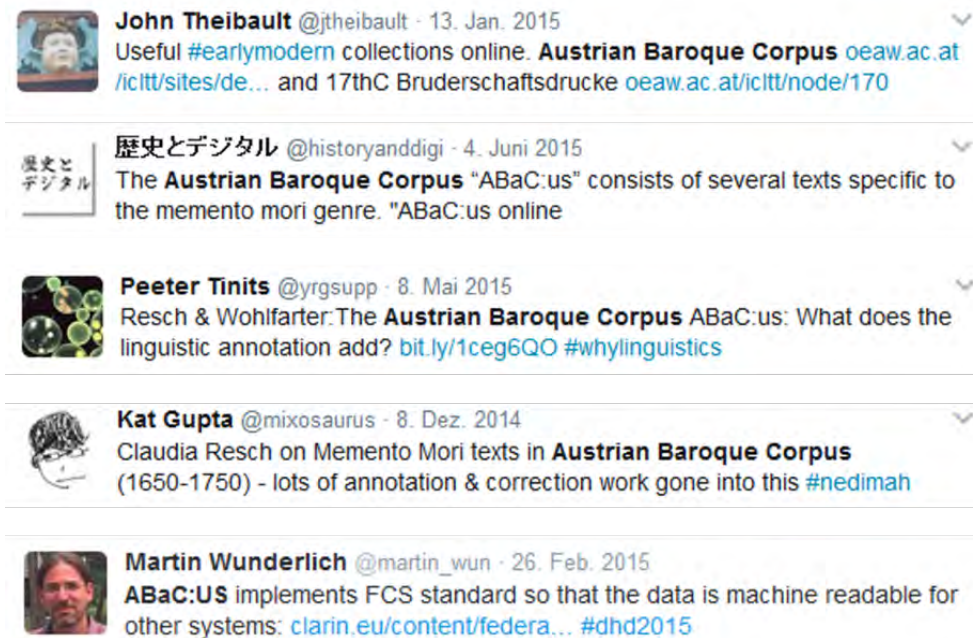 John Theibault @jtheibault · 13. Jan. 2015
Useful #earlymodern collections online. Austrian Baroque Corpus oeaw.ac.at
/icltt/sites/de... and 17thC Bruderschaftsdrucke oeaw.ac.at/icltt/node/170
歴史と
デジタル
歴史とデジタル @historyanddigi · 4. Juni 2015
The Austrian Baroque Corpus “ABaC:us” consists of several texts specific to
the memento mori genre. "ABaC:us online
Peeter Tinits @yrgsupp · 8. Mai 2015
Resch & Wohlfarter:The Austrian Baroque Corpus ABaC:us: What does the
linguistic annotation add? bit.ly/1ceg6QO #whylinguistics
Kat Gupta @mixosaurus · 8. Dez. 2014
Claudia Resch on Memento Mori texts in Austrian Baroque Corpus
(1650-1750) - lots of annotation & correction work gone into this #nedimah
Martin Wunderlich @martin_wun · 26. Feb. 2015
ABaC:US implements FCS standard so that the data is machine readable for
other systems: clarin.eu/content/federa... #dhd2015